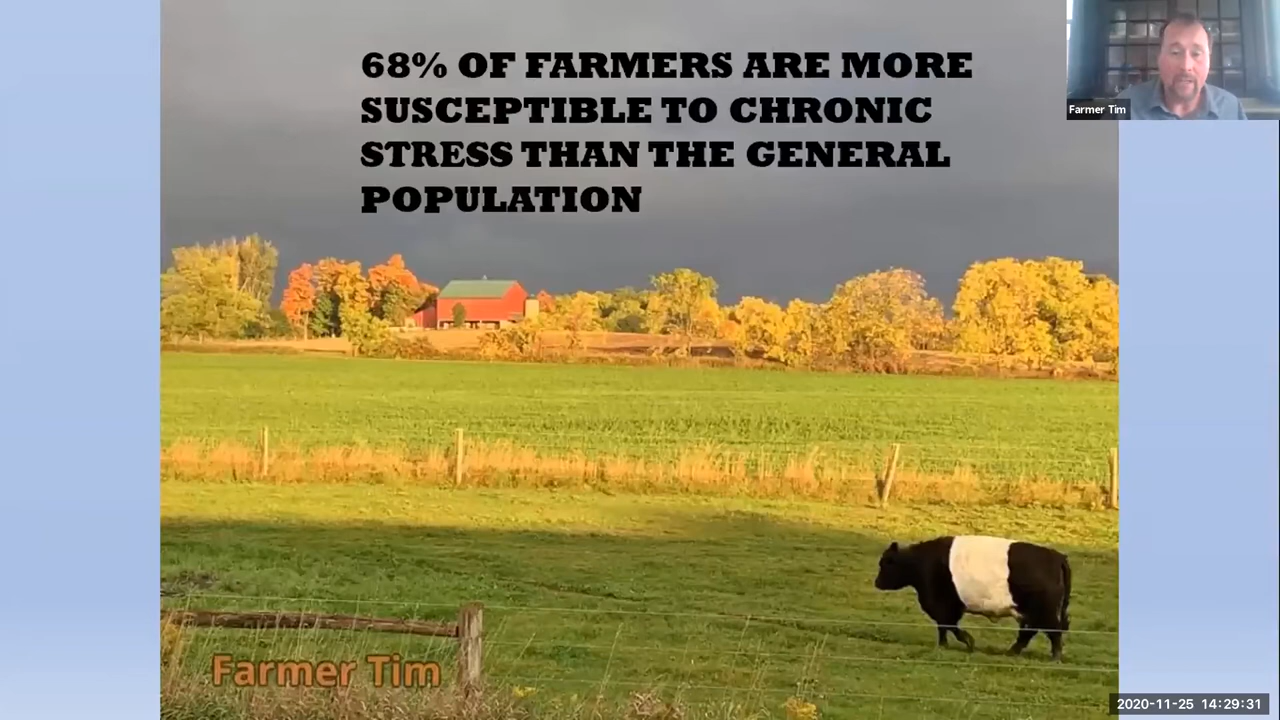 68% OF FARMERS ARE MORE
SUSCEPTIBLE TO CHRONIC
STRESS THAN THE GENERAL
POPULATION
Farmer Tim
Farmer Tim
2020-11-25 14:29:31